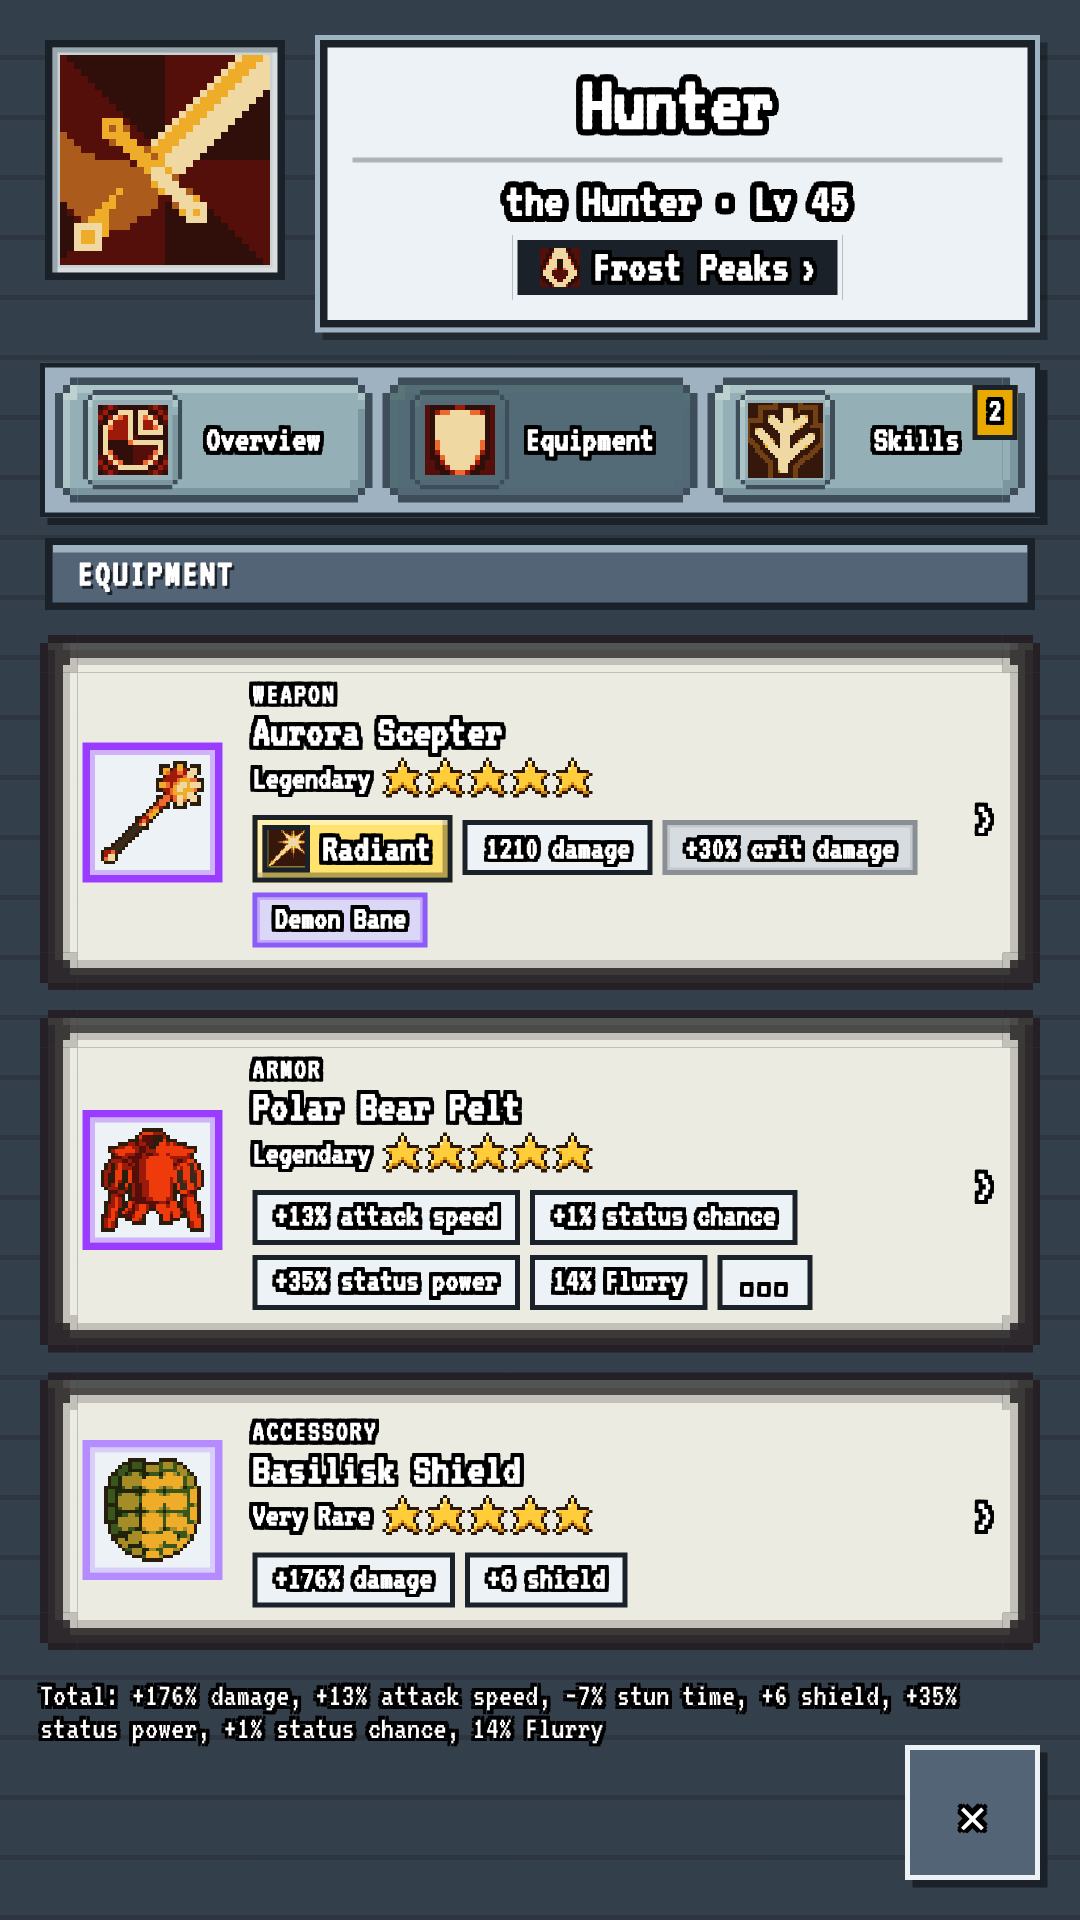 Hunter
the Hunter • Lv 45
Frost Peaks ›
Overview
Equipment
Skills
2
EQUIPMENT
WEAPON
Aurora Scepter
Legendary
Radiant
1210 damage
+30% crit damage
Demon Bane
›
ARMOR
Polar Bear Pelt
Legendary
+13% attack speed
+1% status chance
+35% status power
14% Flurry
...
›
ACCESSORY
Basilisk Shield
Very Rare
+176% damage
+6 shield
›
Total: +176% damage, +13% attack speed, -7% stun time, +6 shield, +35%
status power, +1% status chance, 14% Flurry
×